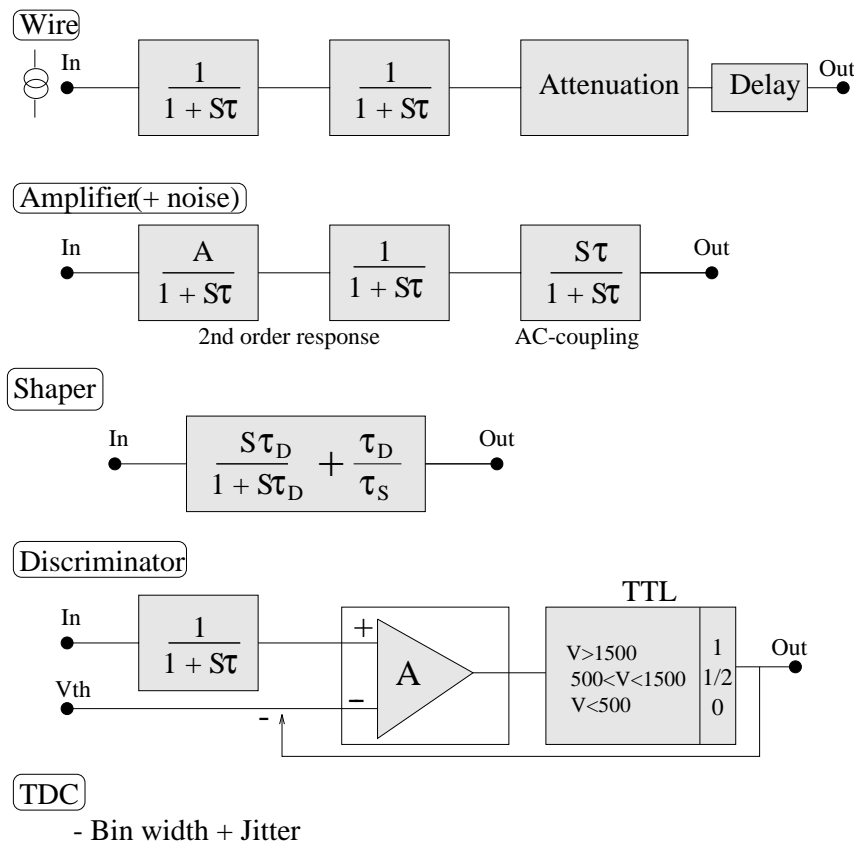 Wire
In
1
1 + Sτ
1
1 + Sτ
Attenuation
Delay
Out
Amplifier(+ noise)
In
A
1 + Sτ
1
1 + Sτ
Sτ
1 + Sτ
Out
2nd order response
AC-coupling
Shaper
In
Sτ_D
1 + Sτ_D
+
τ_D
τ_S
Out
Discriminator
TTL
In
1
1 + Sτ
+
A
V>1500
1
500<V<1500
1/2
V<500
0
Out
Vth
−
-
TDC
- Bin width + Jitter